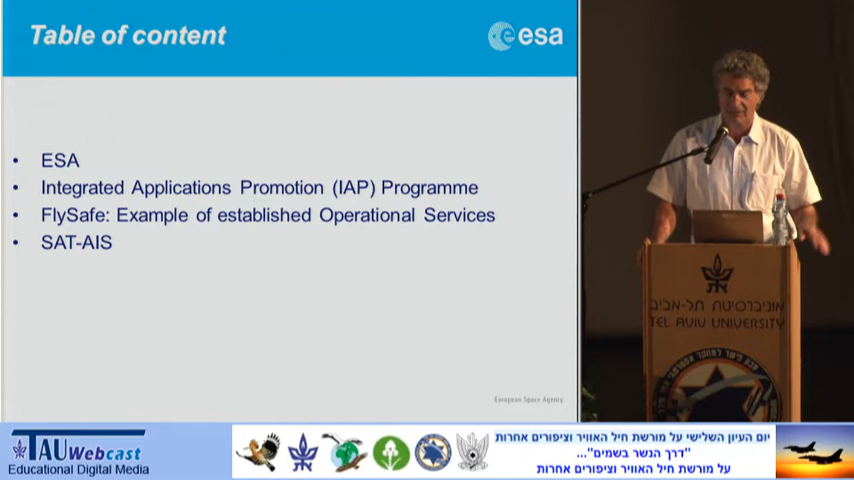 Table of content
esa
• ESA
• Integrated Applications Promotion (IAP) Programme
• FlySafe: Example of established Operational Services
• SAT-AIS
European Space Agency.
אוניברסיטת תל-אביב
TEL AVIV UNIVERSITY
TAU Webcast
Educational Digital Media
יום העיון השלישי על מורשת חיל האוויר וציפורים אחרות
"דרך הנשר בשמים"...
על מורשת חיל האוויר וציפורים אחרות